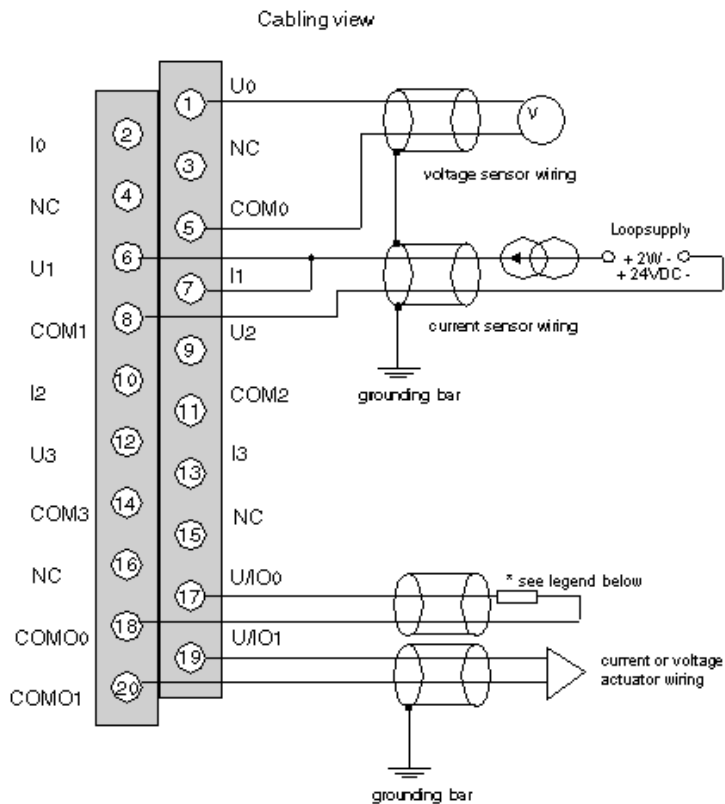 Cabling view
U0
1
2
I0
NC
3
voltage sensor wiring
4
NC
COM0
5
Loop supply
6
U1
+ 2W -
+ 24VDC -
I1
7
8
COM1
U2
current sensor wiring
9
10
I2
COM2
grounding bar
11
12
U3
I3
13
14
COM3
NC
15
16
NC
U/IO0
* see legend below
17
18
COMO0
U/IO1
19
current or voltage
actuator wiring
20
COMO1
grounding bar
V